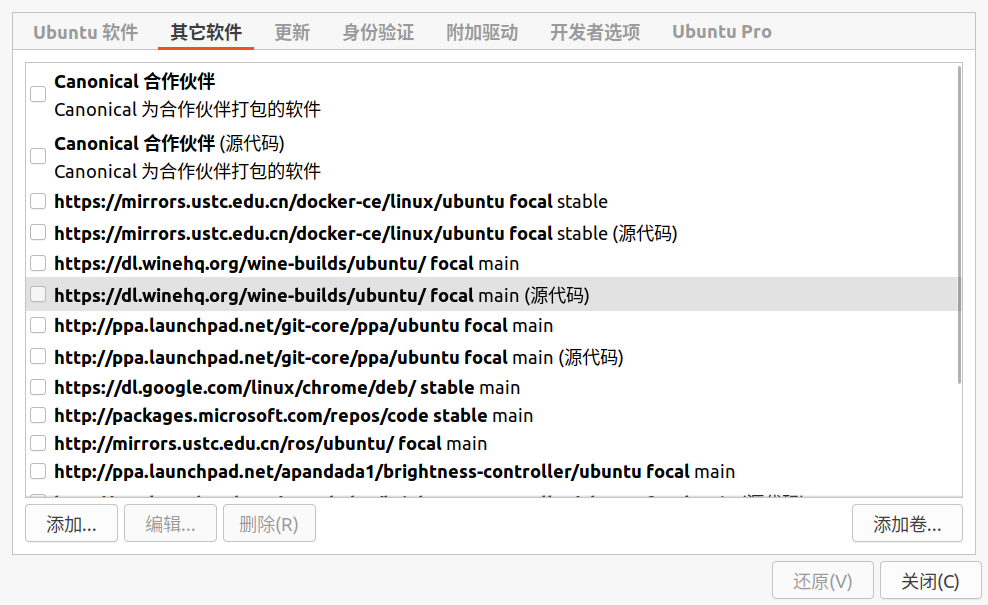 Ubuntu 软件 其它软件 更新 身份验证 附加驱动 开发者选项 Ubuntu Pro
Canonical 合作伙伴
Canonical 为合作伙伴打包的软件
Canonical 合作伙伴 (源代码)
Canonical 为合作伙伴打包的软件
https://mirrors.ustc.edu.cn/docker-ce/linux/ubuntu focal stable
https://mirrors.ustc.edu.cn/docker-ce/linux/ubuntu focal stable (源代码)
https://dl.winehq.org/wine-builds/ubuntu/ focal main
https://dl.winehq.org/wine-builds/ubuntu/ focal main (源代码)
http://ppa.launchpad.net/git-core/ppa/ubuntu focal main
http://ppa.launchpad.net/git-core/ppa/ubuntu focal main (源代码)
https://dl.google.com/linux/chrome/deb/ stable main
http://packages.microsoft.com/repos/code stable main
http://mirrors.ustc.edu.cn/ros/ubuntu/ focal main
http://ppa.launchpad.net/apandada1/brightness-controller/ubuntu focal main
添加... 编辑... 删除(R) 添加卷...
还原(V) 关闭(C)